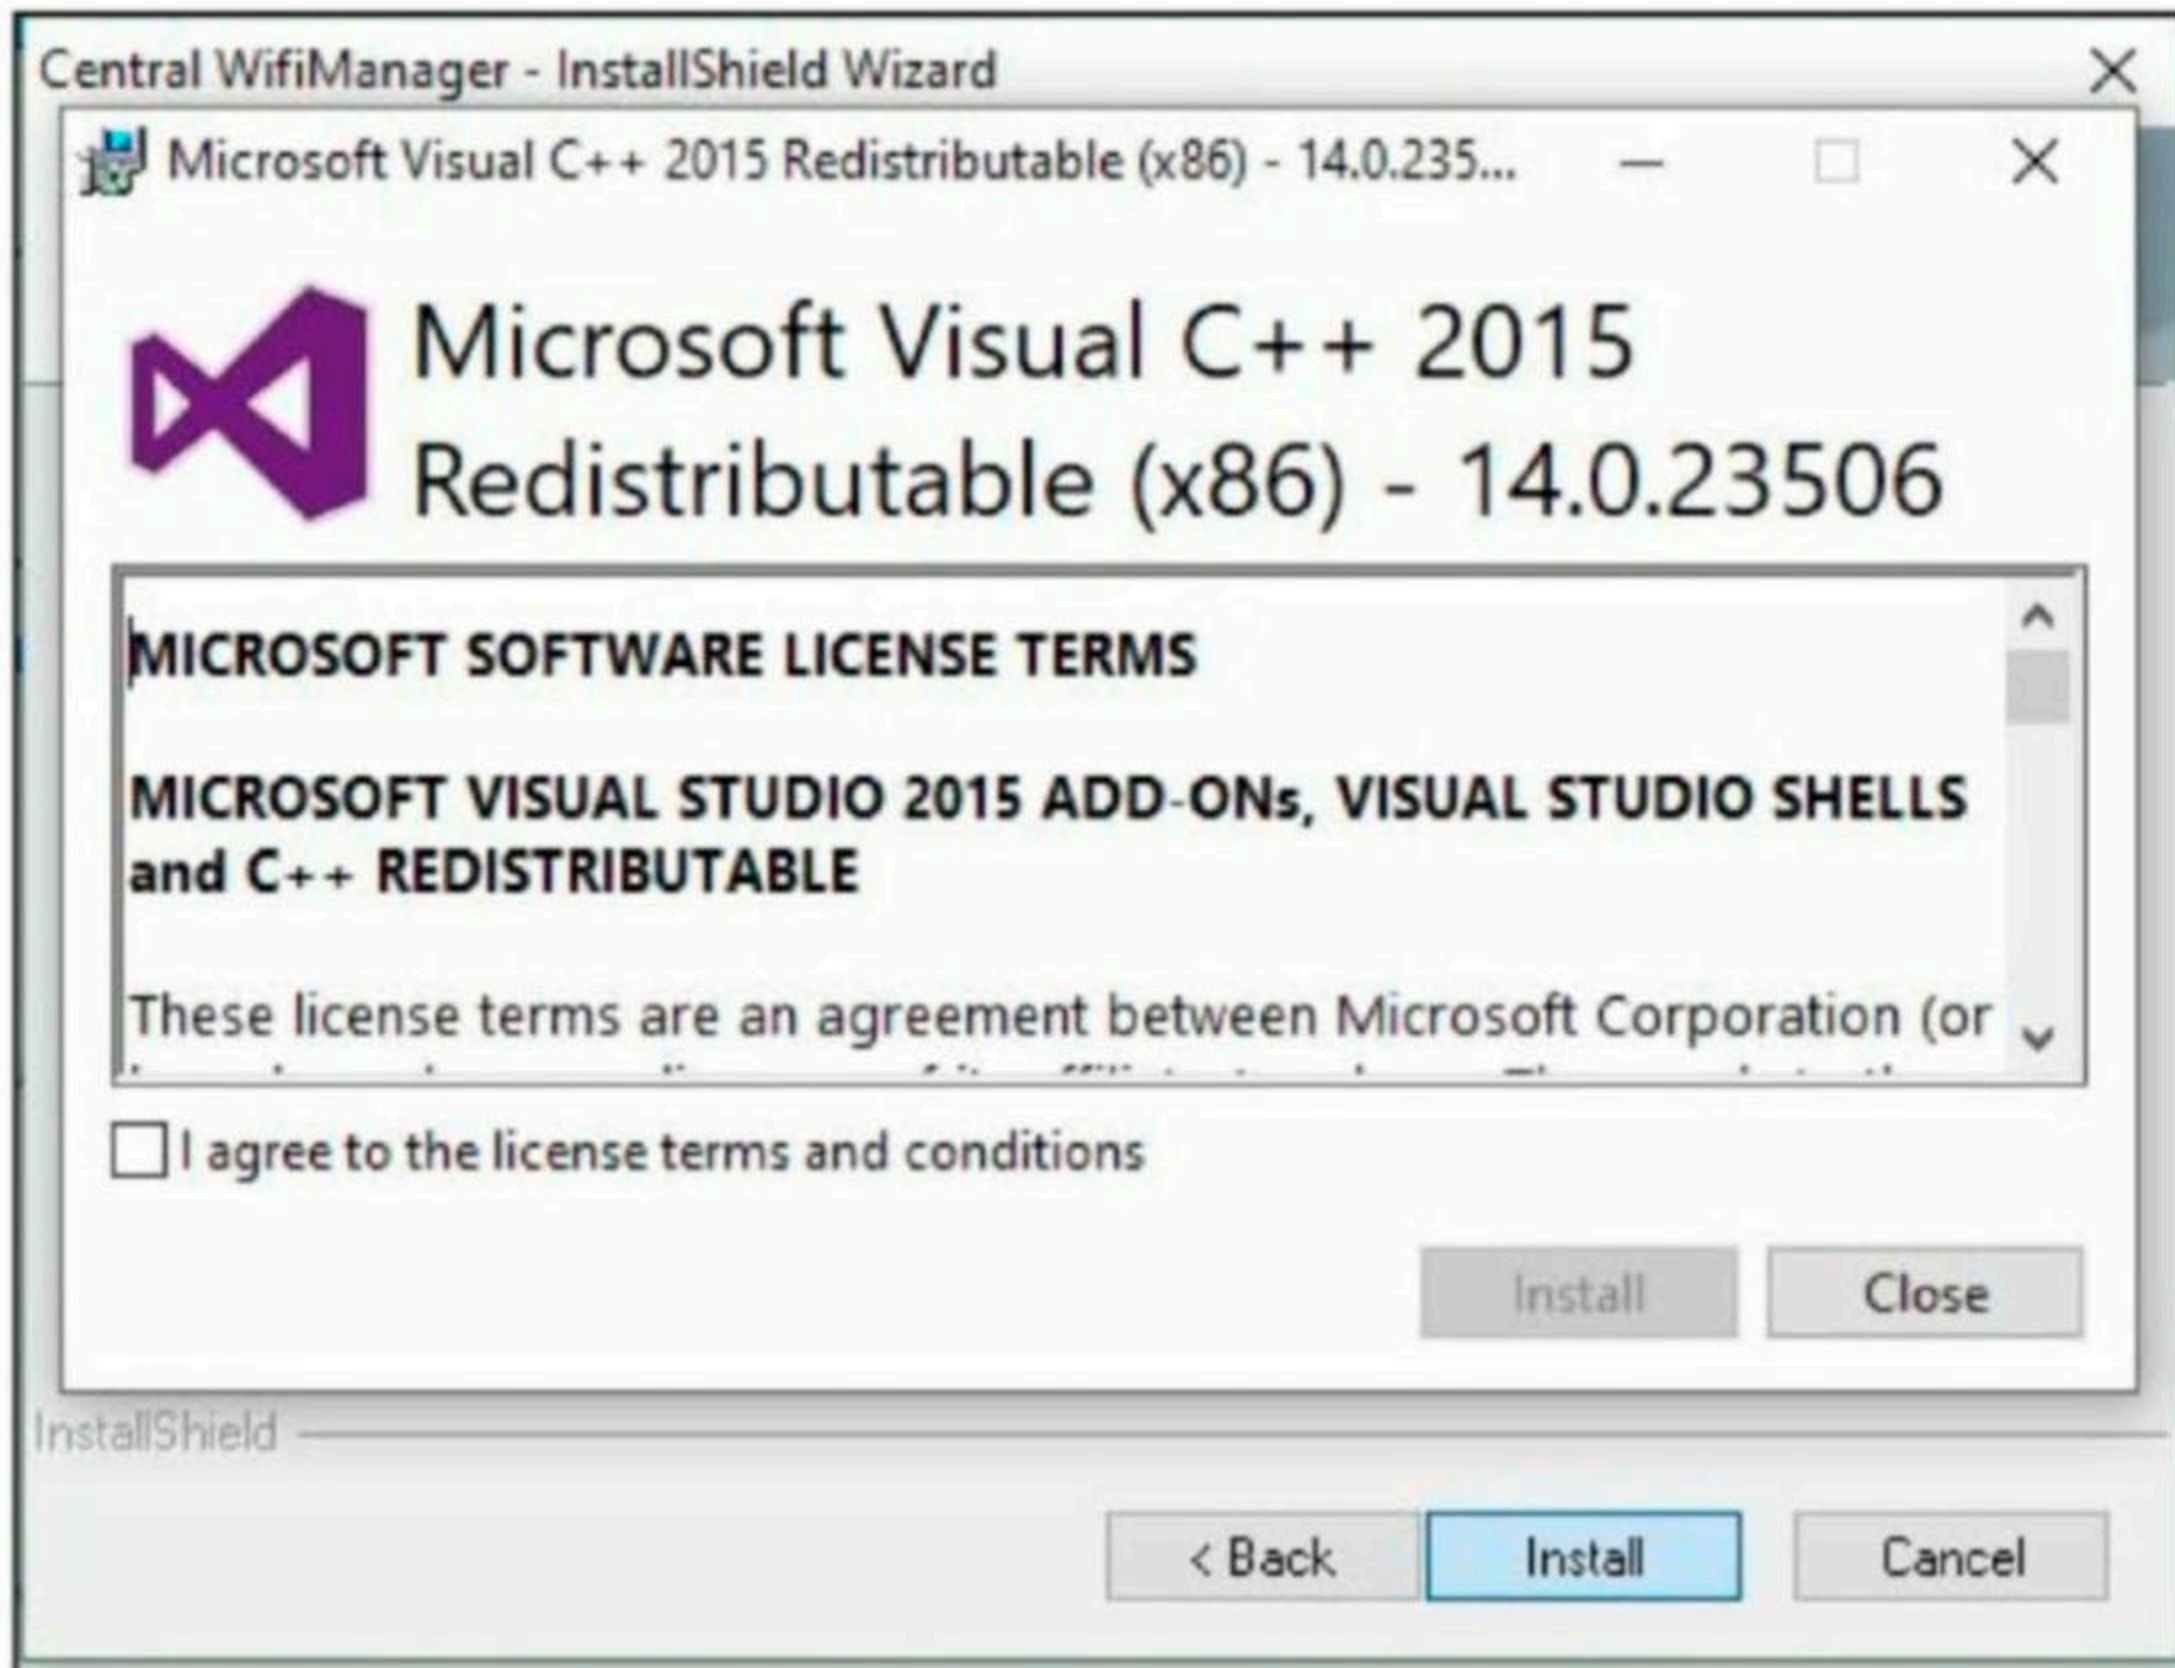 Central WifiManager - InstallShield Wizard
Microsoft Visual C++ 2015 Redistributable (x86) - 14.0.235...
Microsoft Visual C++ 2015
Redistributable (x86) - 14.0.23506
MICROSOFT SOFTWARE LICENSE TERMS
MICROSOFT VISUAL STUDIO 2015 ADD-ONs, VISUAL STUDIO SHELLS
and C++ REDISTRIBUTABLE
These license terms are an agreement between Microsoft Corporation (or
I agree to the license terms and conditions
Install
Close
InstallShield
< Back
Install
Cancel